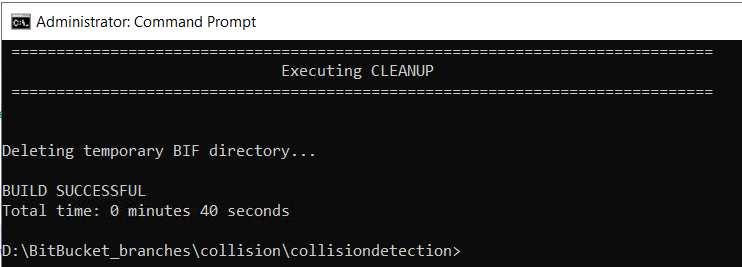 Administrator: Command Prompt
==============================================================================
Executing CLEANUP
==============================================================================
Deleting temporary BIF directory...
BUILD SUCCESSFUL
Total time: 0 minutes 40 seconds
D:\BitBucket_branches\collision\collisiondetection>